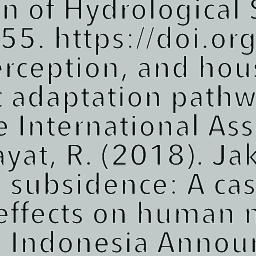 n of Hydrological S
55. https://doi.org
erception, and hous
t adaptation pathw
e International Ass
ayat, R. (2018). Jak
subsidence: A cas
effects on human m
Indonesia Announ